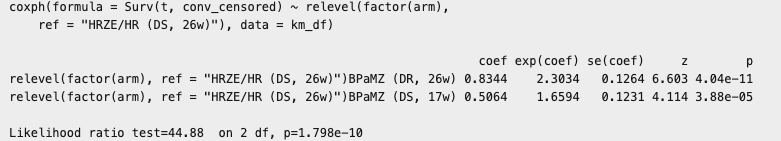 coxph(formula = Surv(t, conv_censored) ~ relevel(factor(arm),
    ref = "HRZE/HR (DS, 26w)"), data = km_df)

                                                      coef exp(coef) se(coef)     z        p
relevel(factor(arm), ref = "HRZE/HR (DS, 26w)")BPaMZ (DR, 26w) 0.8344    2.3034   0.1264 6.603 4.04e-11
relevel(factor(arm), ref = "HRZE/HR (DS, 26w)")BPaMZ (DS, 17w) 0.5064    1.6594   0.1231 4.114 3.88e-05

Likelihood ratio test=44.88  on 2 df, p=1.798e-10